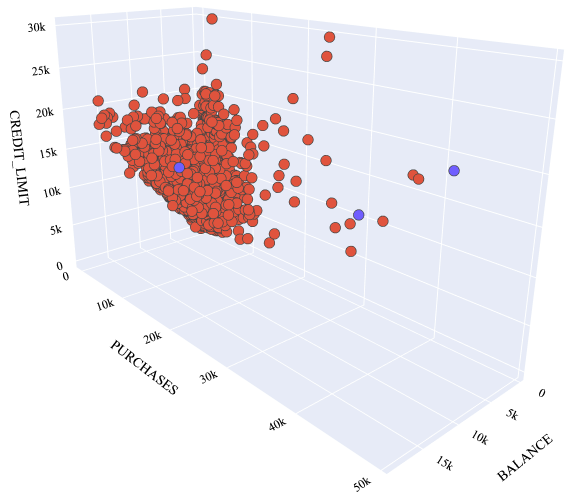 30k
25k
20k
15k
10k
5k
0
CREDIT_LIMIT
0
10k
20k
30k
40k
50k
PURCHASES
0
5k
10k
15k
BALANCE